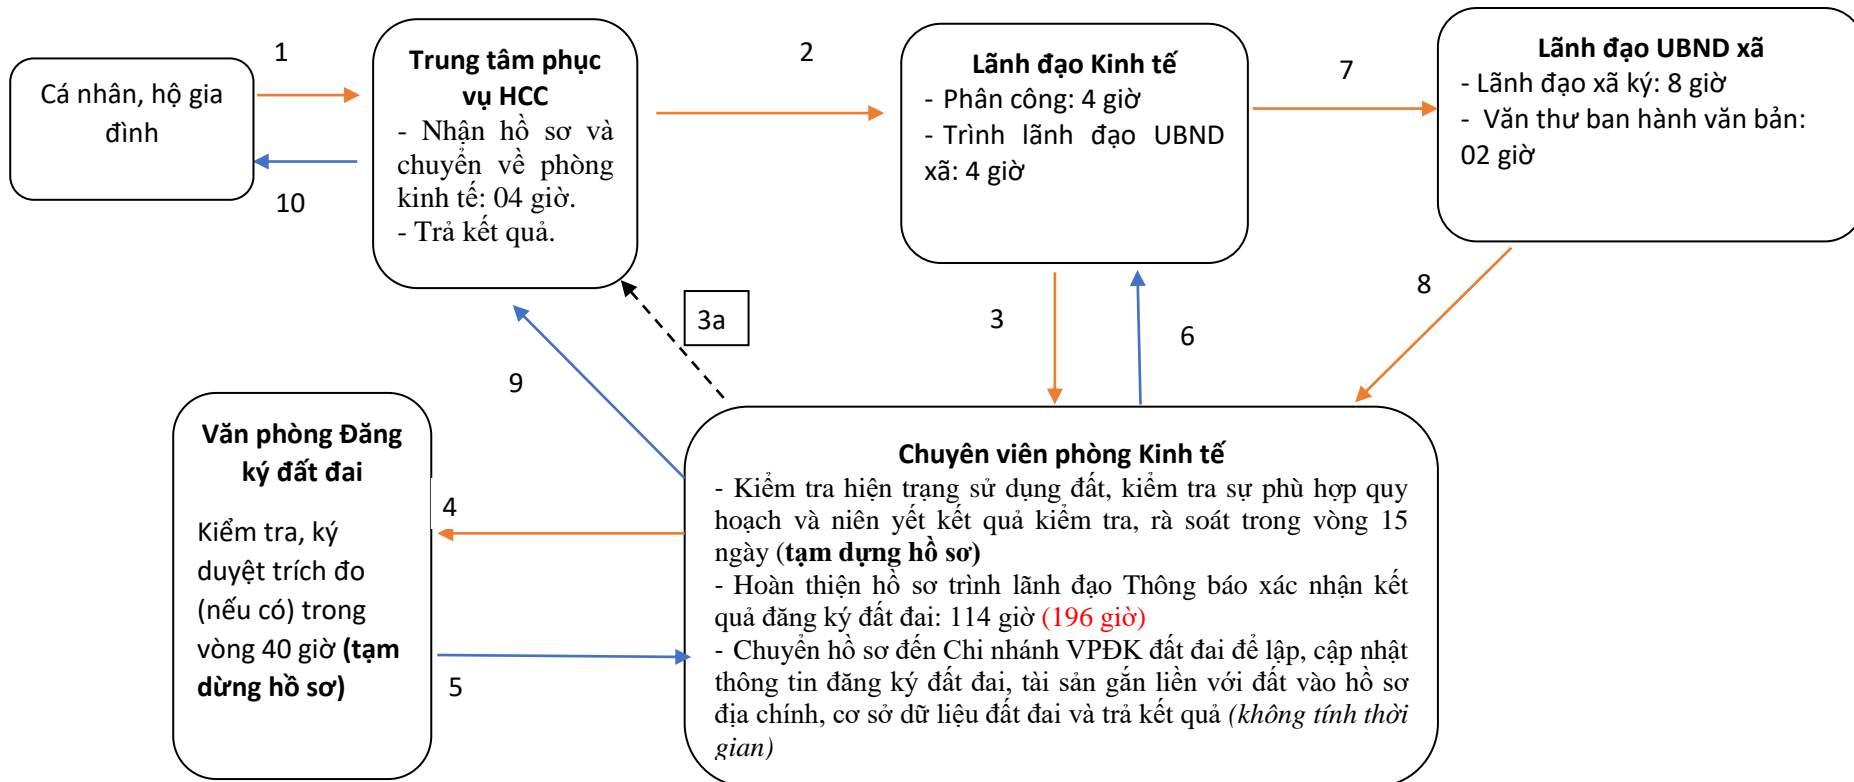 1
Cá nhân, hộ gia
đình
10
Trung tâm phục
vụ HCC
- Nhận hồ sơ và
chuyển về phòng
kinh tế: 04 giờ.
- Trả kết quả.
2
Lãnh đạo Kinh tế
- Phân công: 4 giờ
- Trình lãnh đạo UBND
xã: 4 giờ
7
Lãnh đạo UBND xã
- Lãnh đạo xã ký: 8 giờ
- Văn thư ban hành văn bản:
02 giờ
3a
3
6
8
9
Văn phòng Đăng
ký đất đai
Kiểm tra, ký
duyệt trích đo
(nếu có) trong
vòng 40 giờ (tạm
dừng hồ sơ)
4
5
Chuyên viên phòng Kinh tế
- Kiểm tra hiện trạng sử dụng đất, kiểm tra sự phù hợp quy
hoạch và niên yết kết quả kiểm tra, rà soát trong vòng 15
ngày (tạm dựng hồ sơ)
- Hoàn thiện hồ sơ trình lãnh đạo Thông báo xác nhận kết
quả đăng ký đất đai: 114 giờ (196 giờ)
- Chuyển hồ sơ đến Chi nhánh VPĐK đất đai để lập, cập nhật
thông tin đăng ký đất đai, tài sản gắn liền với đất vào hồ sơ
địa chính, cơ sở dữ liệu đất đai và trả kết quả (không tính thời
gian)